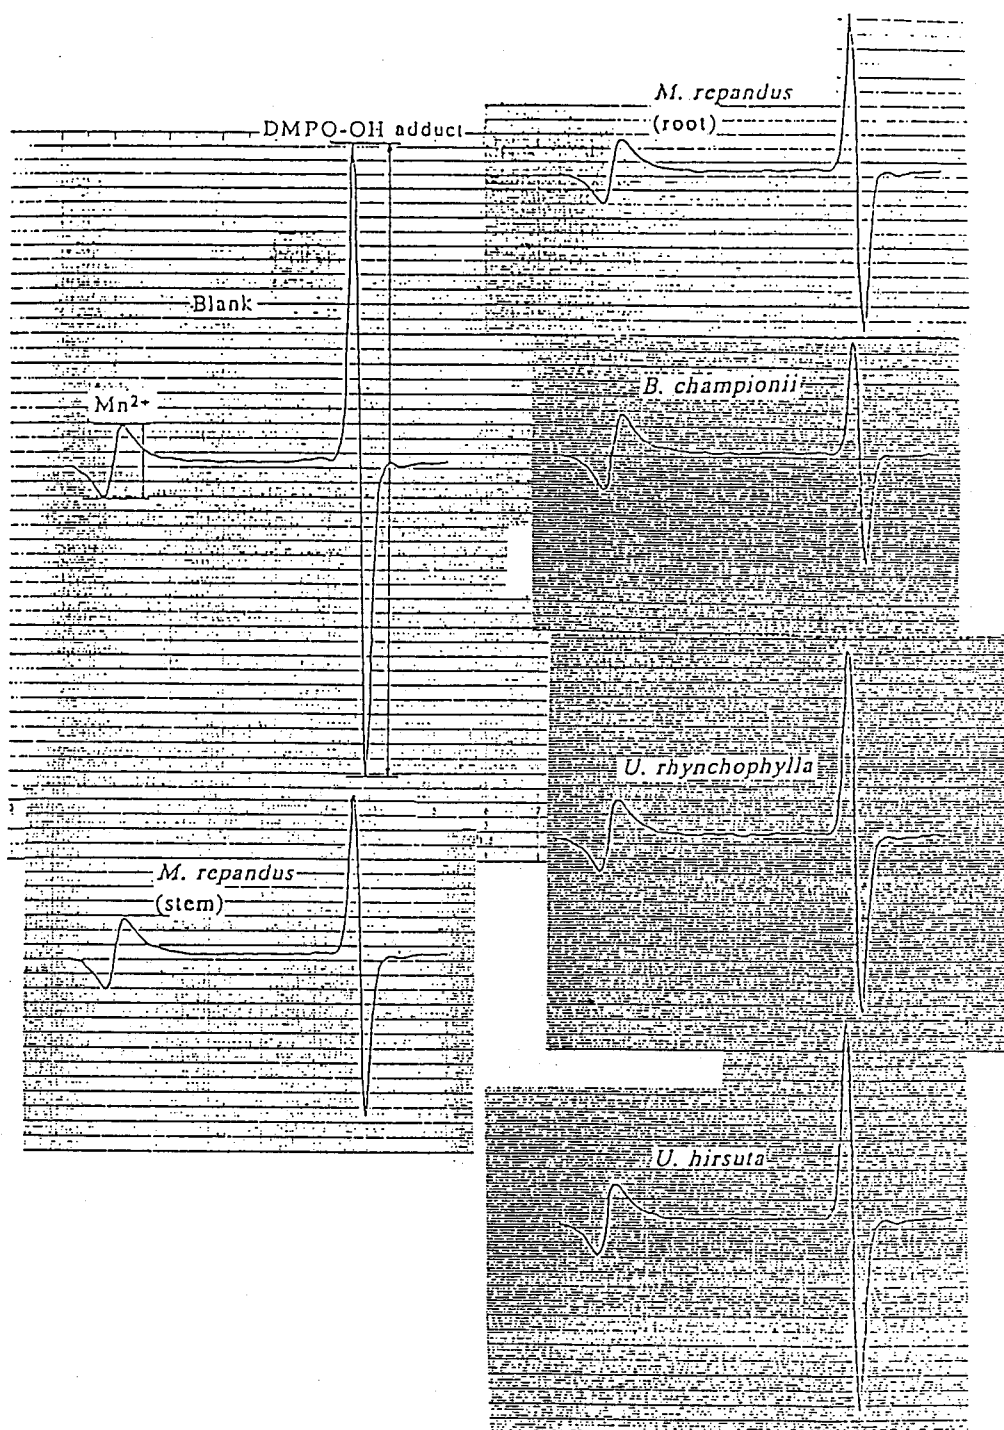 DMPO-OH adduct
Blank
Mn2+
M. repandus
(stem)
M. repandus
(root)
B. championii
U. rhynchophylla
U. hirsuta